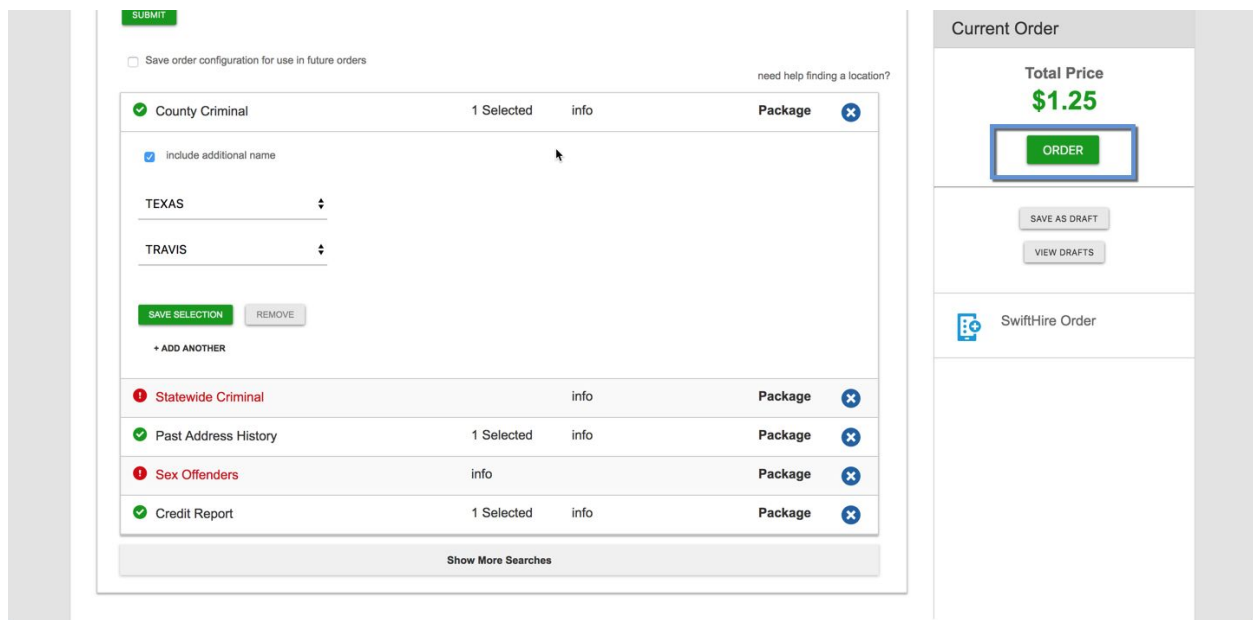 SUBMIT
Save order configuration for use in future orders
need help finding a location?
County Criminal 1 Selected info Package
include additional name
TEXAS
TRAVIS
SAVE SELECTION REMOVE
+ ADD ANOTHER
Statewide Criminal info Package
Past Address History 1 Selected info Package
Sex Offenders info Package
Credit Report 1 Selected info Package
Show More Searches
Current Order
Total Price
$1.25
ORDER
SAVE AS DRAFT
VIEW DRAFTS
SwiftHire Order